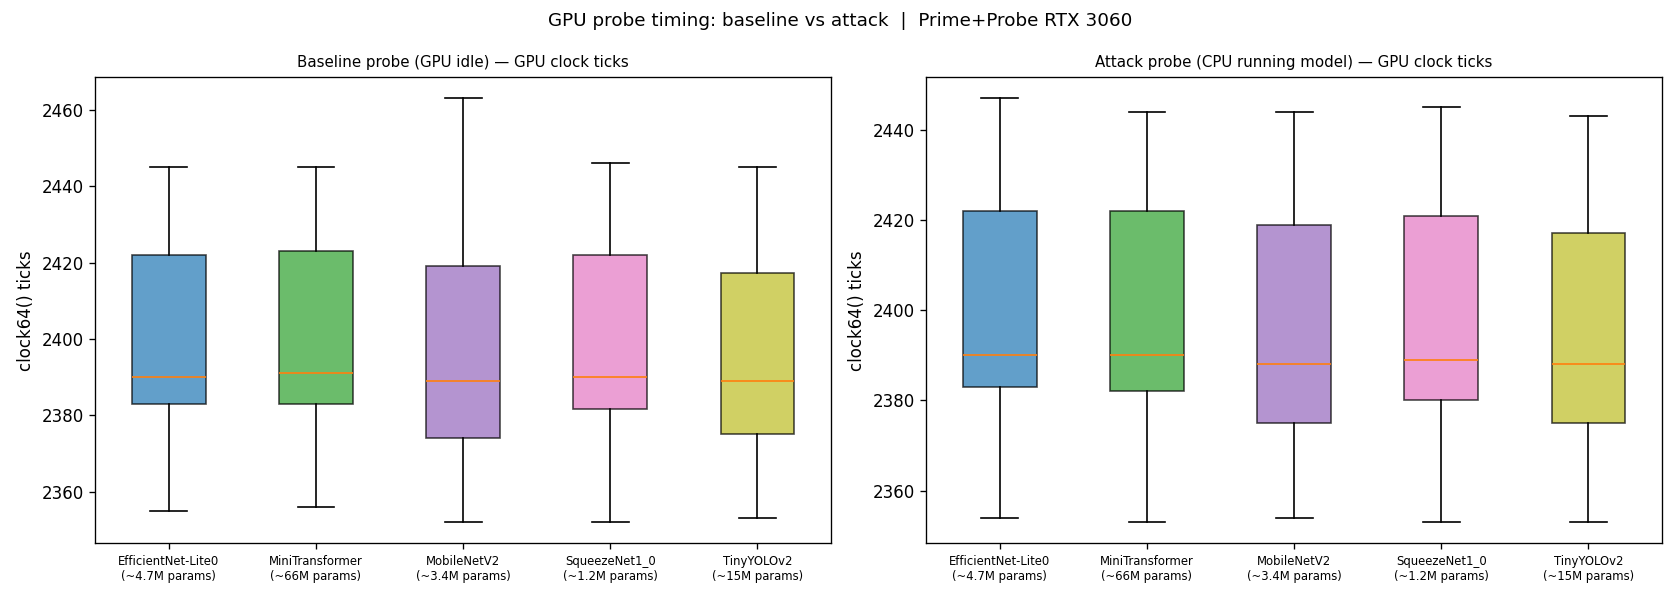 GPU probe timing: baseline vs attack | Prime+Probe RTX 3060
Baseline probe (GPU idle) — GPU clock ticks
clock64() ticks
2460
2440
2420
2400
2380
2360
EfficientNet-Lite0
(~4.7M params)
MiniTransformer
(~66M params)
MobileNetV2
(~3.4M params)
SqueezeNet1_0
(~1.2M params)
TinyYOLOv2
(~15M params)
Attack probe (CPU running model) — GPU clock ticks
clock64() ticks
2440
2420
2400
2380
2360
EfficientNet-Lite0
(~4.7M params)
MiniTransformer
(~66M params)
MobileNetV2
(~3.4M params)
SqueezeNet1_0
(~1.2M params)
TinyYOLOv2
(~15M params)